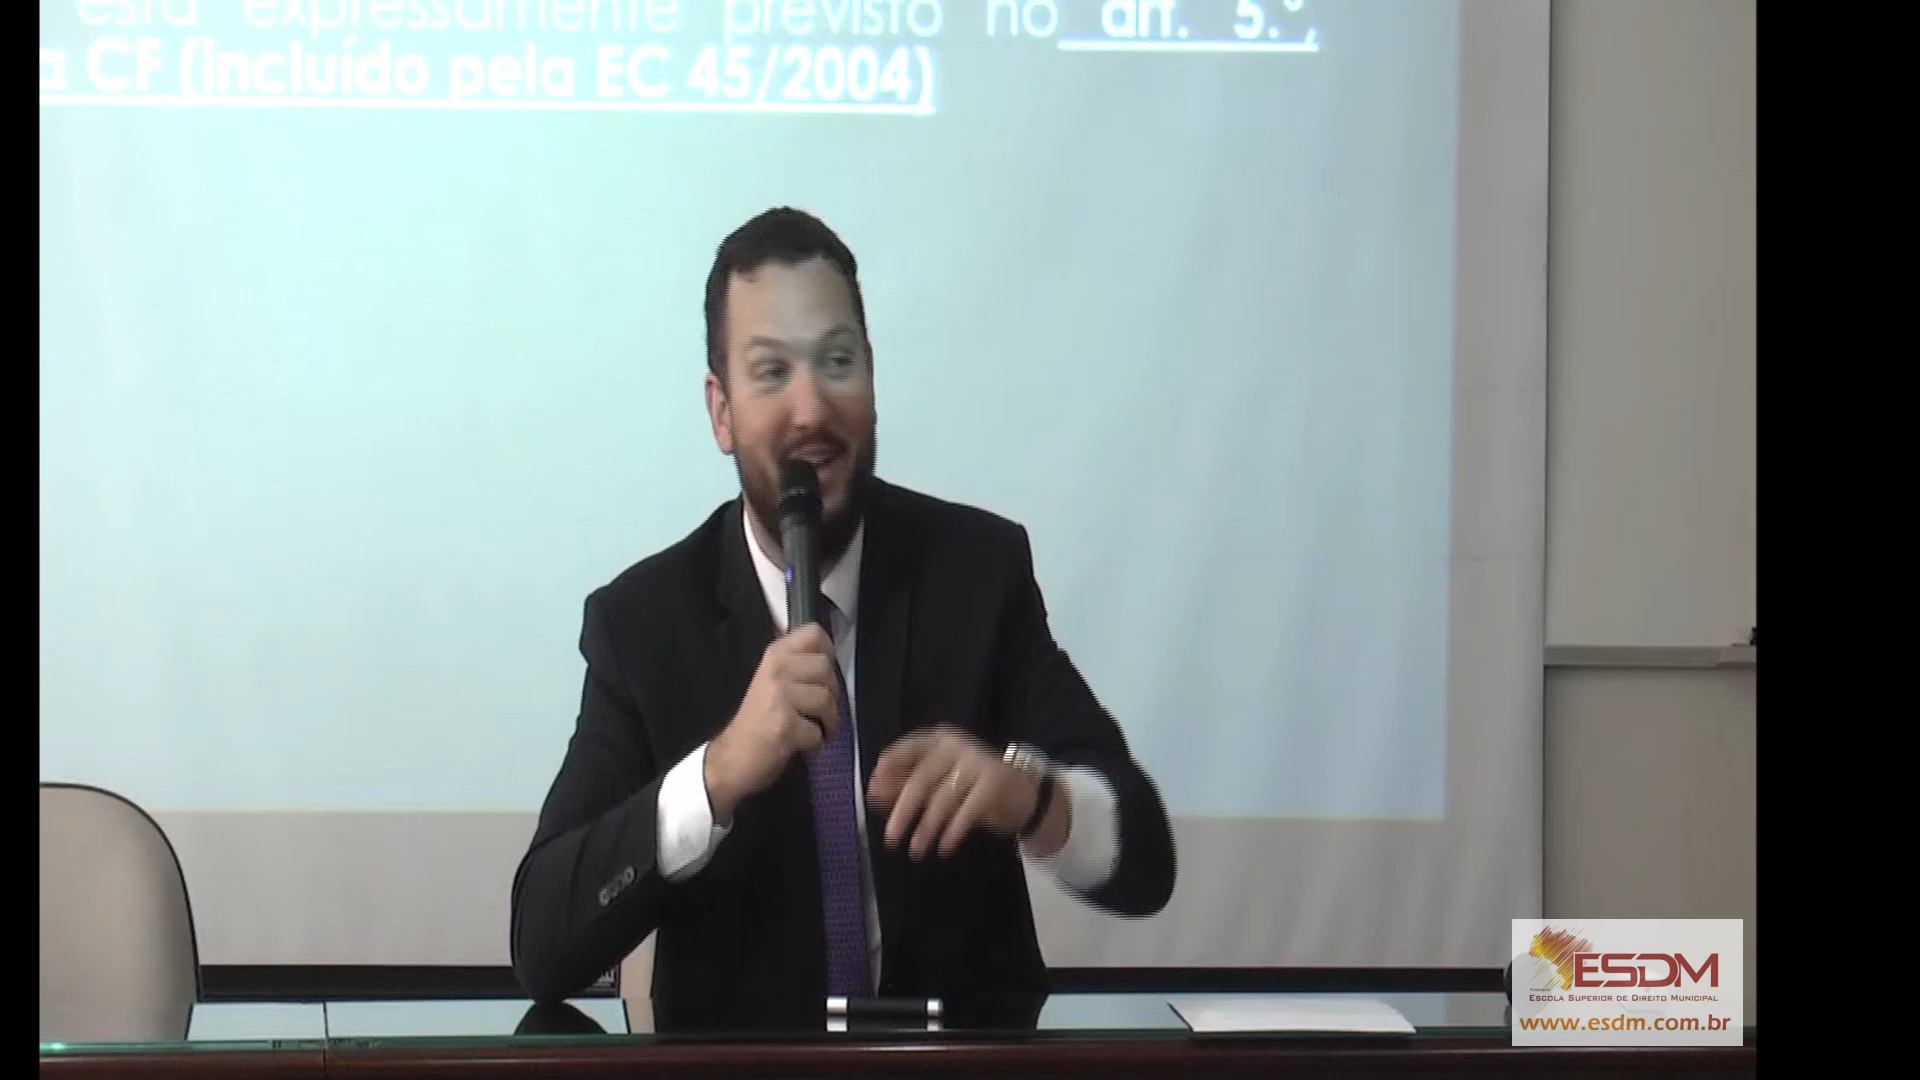 está expressamente previsto no art. 5.º,
a CF (incluído pela EC 45/2004)
ESDM
ESCOLA SUPERIOR DE DIREITO MUNICIPAL
www.esdm.com.br